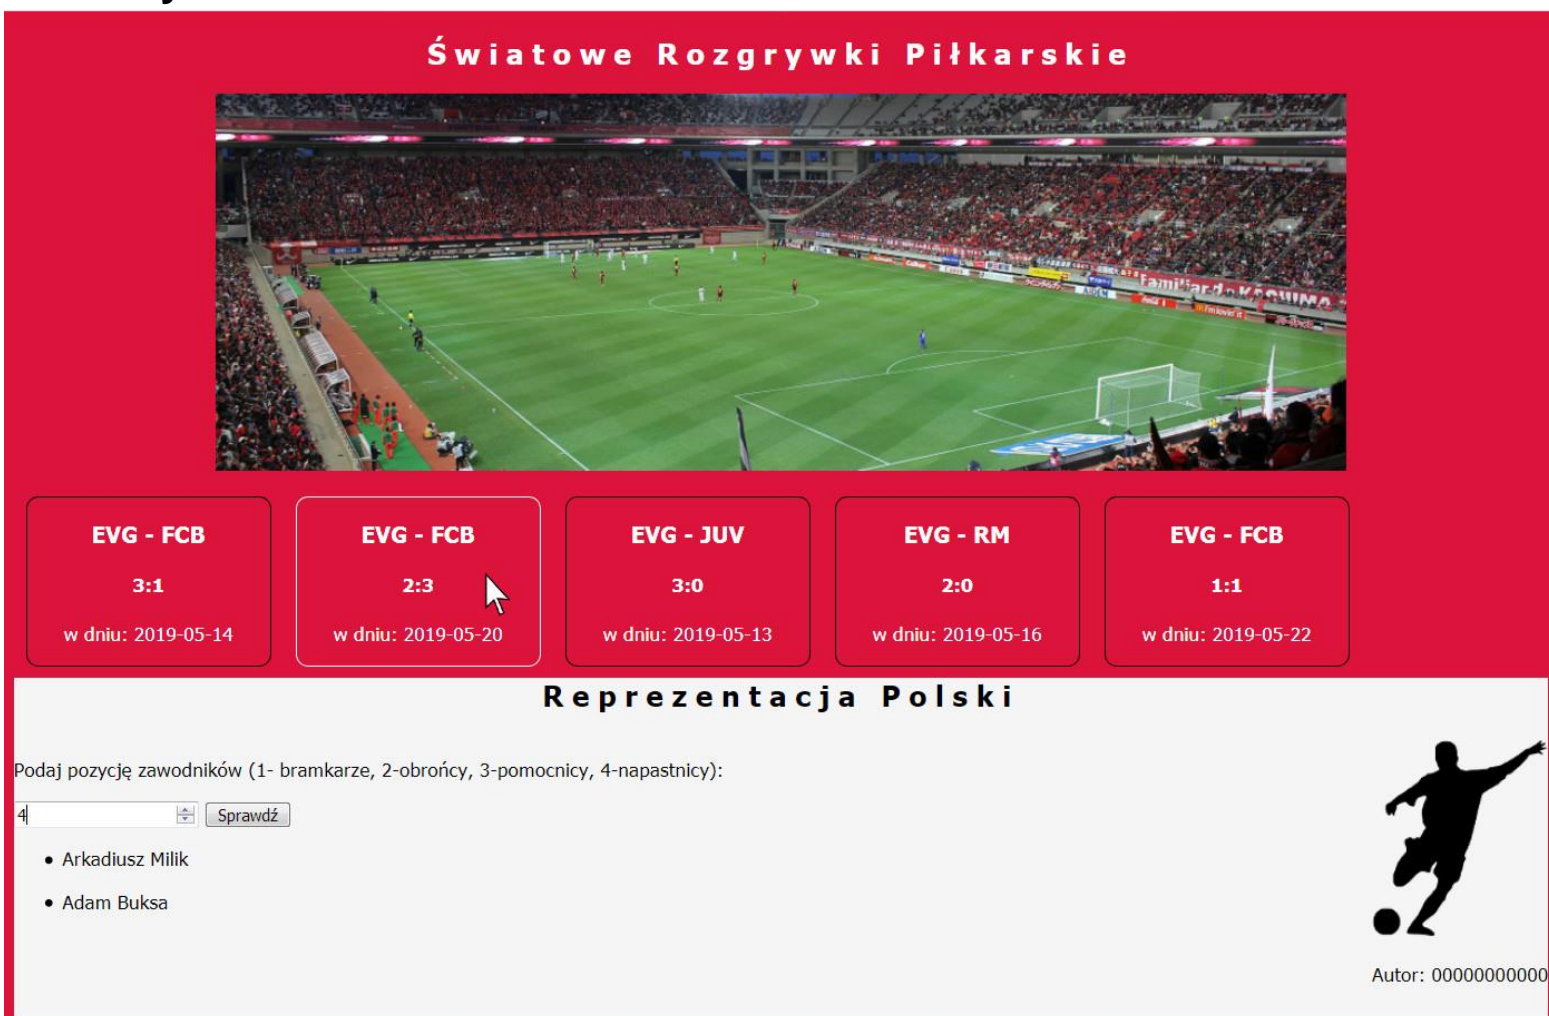 Światowe Rozgrywki Piłkarskie
Familiar do KASHIMA
EVG - FCB
3:1
w dniu: 2019-05-14
EVG - FCB
2:3
w dniu: 2019-05-20
EVG - JUV
3:0
w dniu: 2019-05-13
EVG - RM
2:0
w dniu: 2019-05-16
EVG - FCB
1:1
w dniu: 2019-05-22
Reprezentacja Polski
Podaj pozycję zawodników (1- bramkarze, 2-obrońcy, 3-pomocnicy, 4-napastnicy):
4
Sprawdź
Arkadiusz Milik
Adam Buksa
Autor: 00000000000